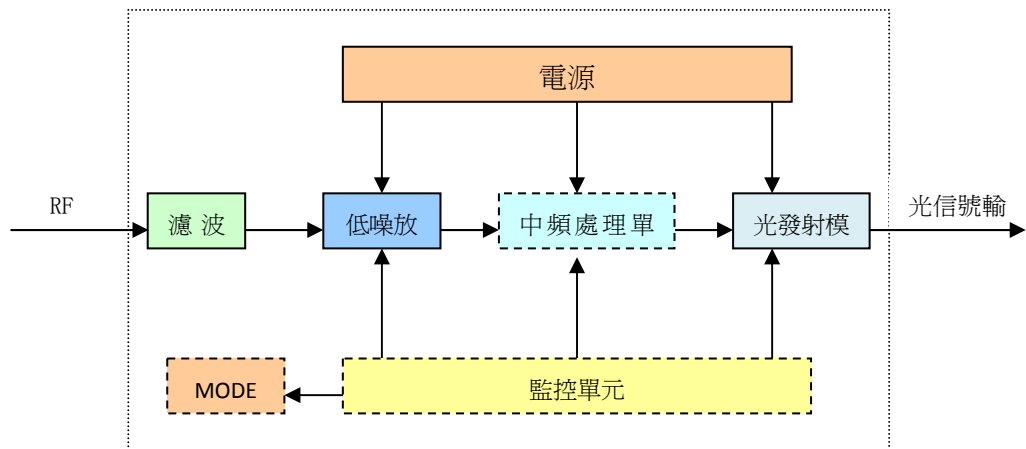 電源
RF
濾 波
低噪放
中頻處理單
光發射模
光信號輸
MODE
監控單元